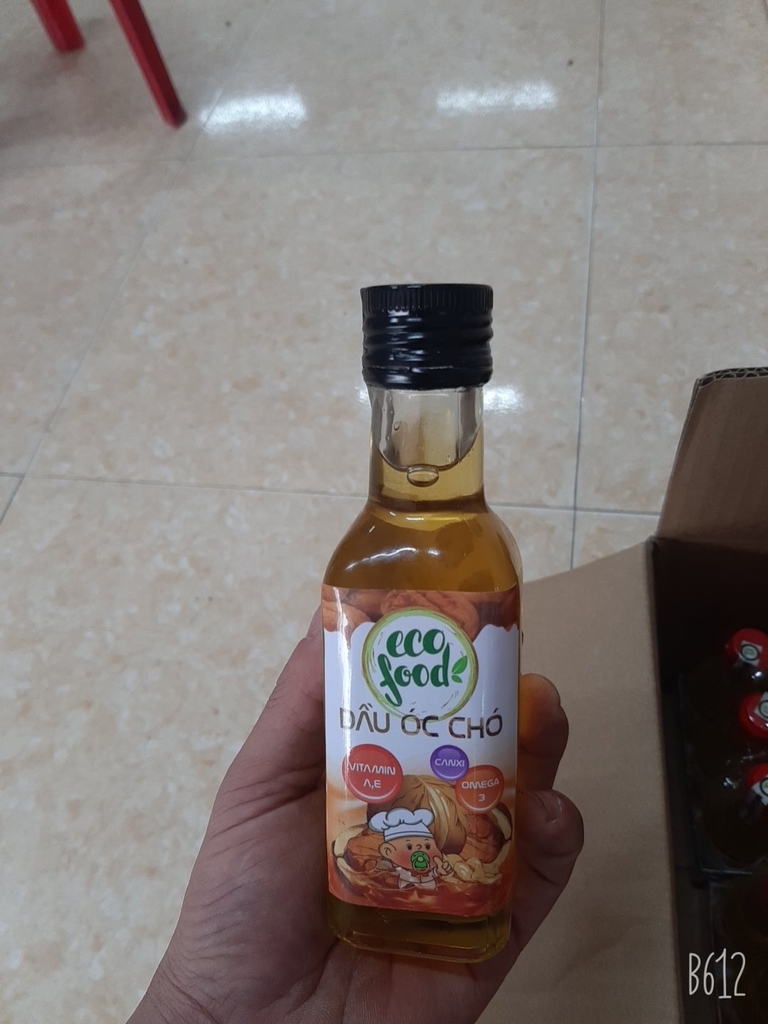 eco
food
DẦU ÓC CHÓ
VITAMIN
A,E
CANXI
OMEGA
3
B612